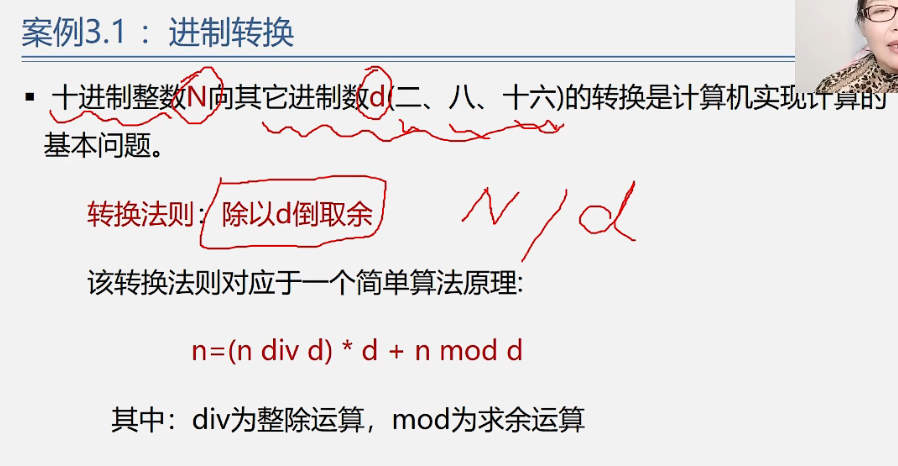 案例3.1 ：进制转换
▪ 十进制整数N向其它进制数d(二、八、十六)的转换是计算机实现计算的
基本问题。
转换法则：除以d倒取余
N/d
该转换法则对应于一个简单算法原理:
n=(n div d) * d + n mod d
其中：div为整除运算，mod为求余运算